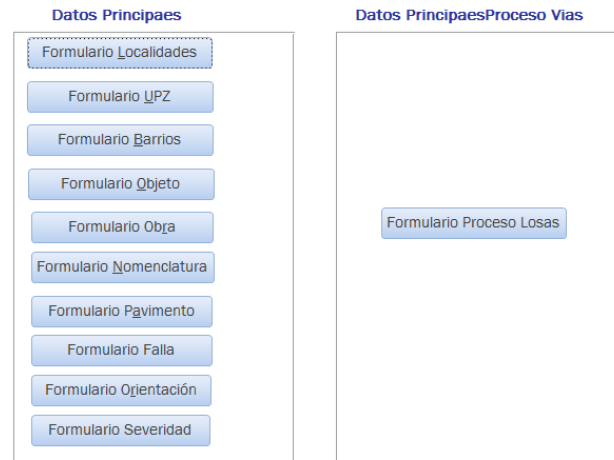 Datos Principaes
Formulario Localidades
Formulario UPZ
Formulario Barrios
Formulario Objeto
Formulario Obra
Formulario Nomenclatura
Formulario Pavimento
Formulario Falla
Formulario Orientación
Formulario Severidad
Datos PrincipaesProceso Vias
Formulario Proceso Losas